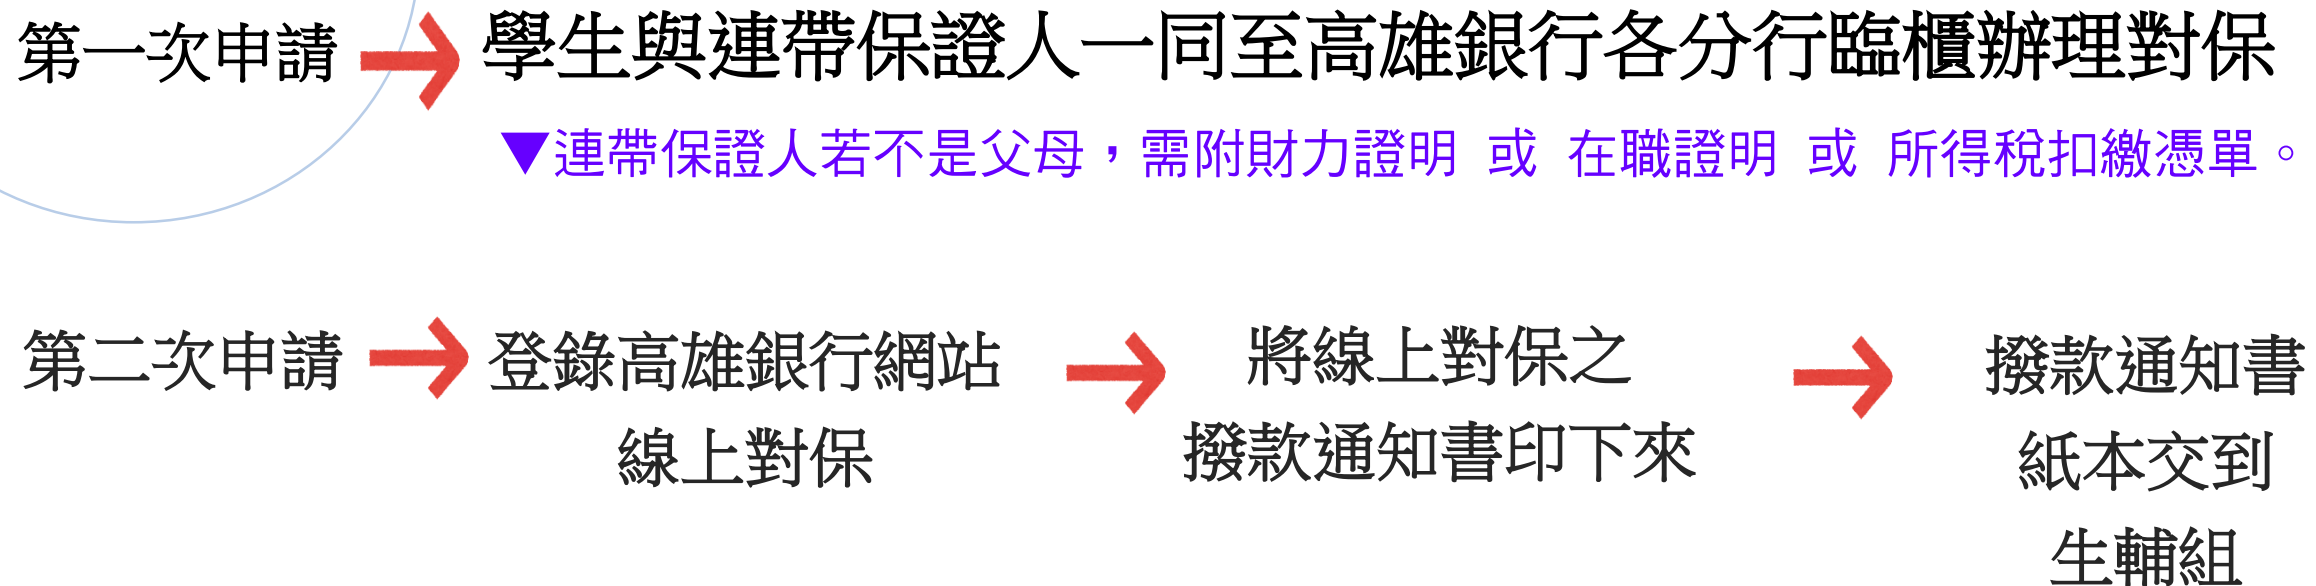 第一次申請 → 學生與連帶保證人一同至高雄銀行各分行臨櫃辦理對保
▼連帶保證人若不是父母，需附財力證明 或 在職證明 或 所得稅扣繳憑單。
第二次申請 → 登錄高雄銀行網站
線上對保
→ 將線上對保之
撥款通知書印下來
→ 撥款通知書
紙本交到
生輔組